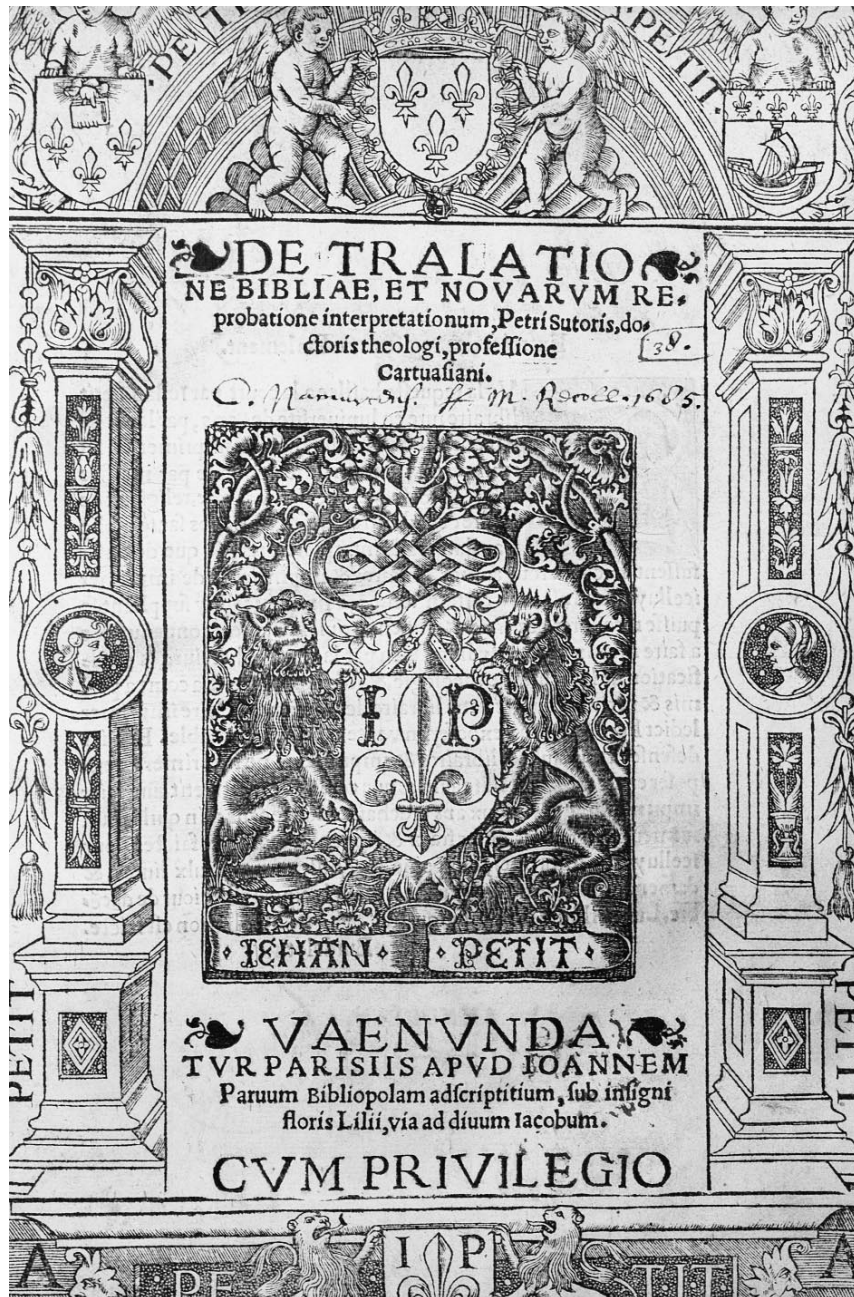 PETIT
PETIT
DE TRALATIO
NE BIBLIAE, ET NOVARVM RE-
probatione interpretationum, Petri Sutoris, do-
ctoris theologi, professione
Cartusiani.
38.
1685.
I P
IEHAN PETIT
PETIT
PETIT
VAENVNDA
TVR PARISIIS APVD IOANNEM
Paruum Bibliopolam adscriptitium, sub insigni
floris Lilii, via ad diuum Iacobum.
CVM PRIVILEGIO
I P
A PE TIT A